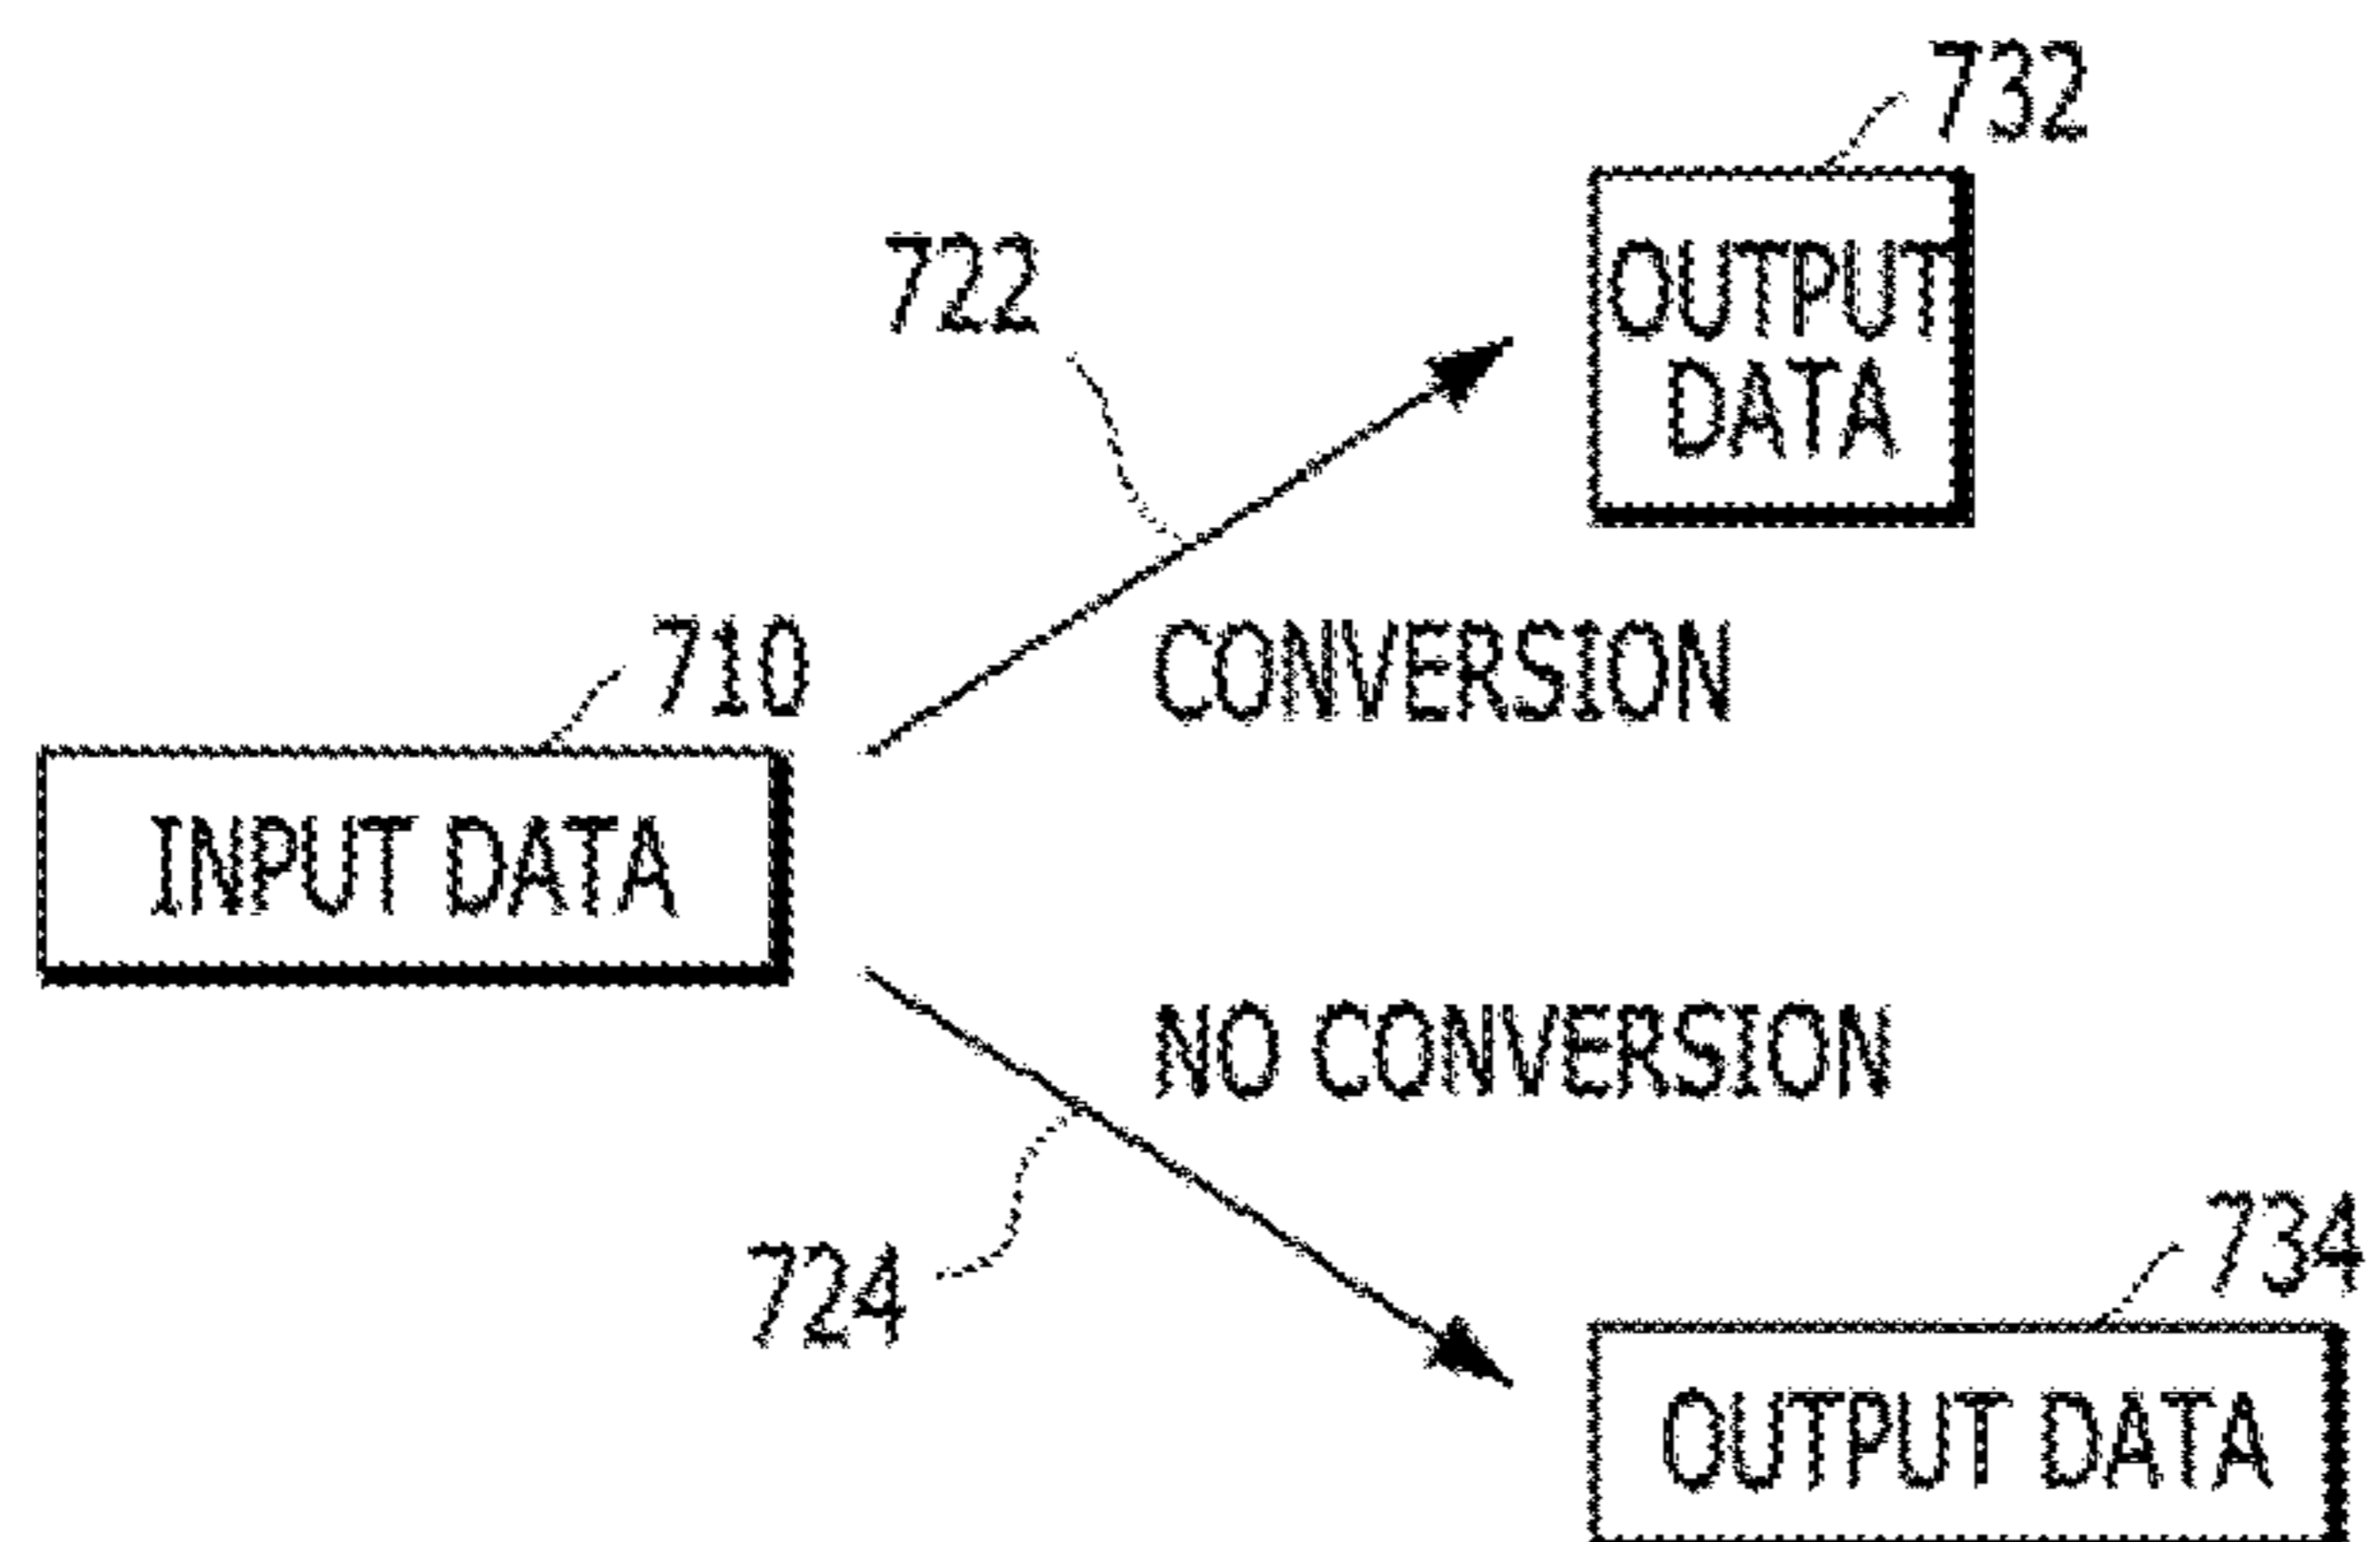 732
OUTPUT
DATA
722
CONVERSION
710
INPUT DATA
NO CONVERSION
724
734
OUTPUT DATA